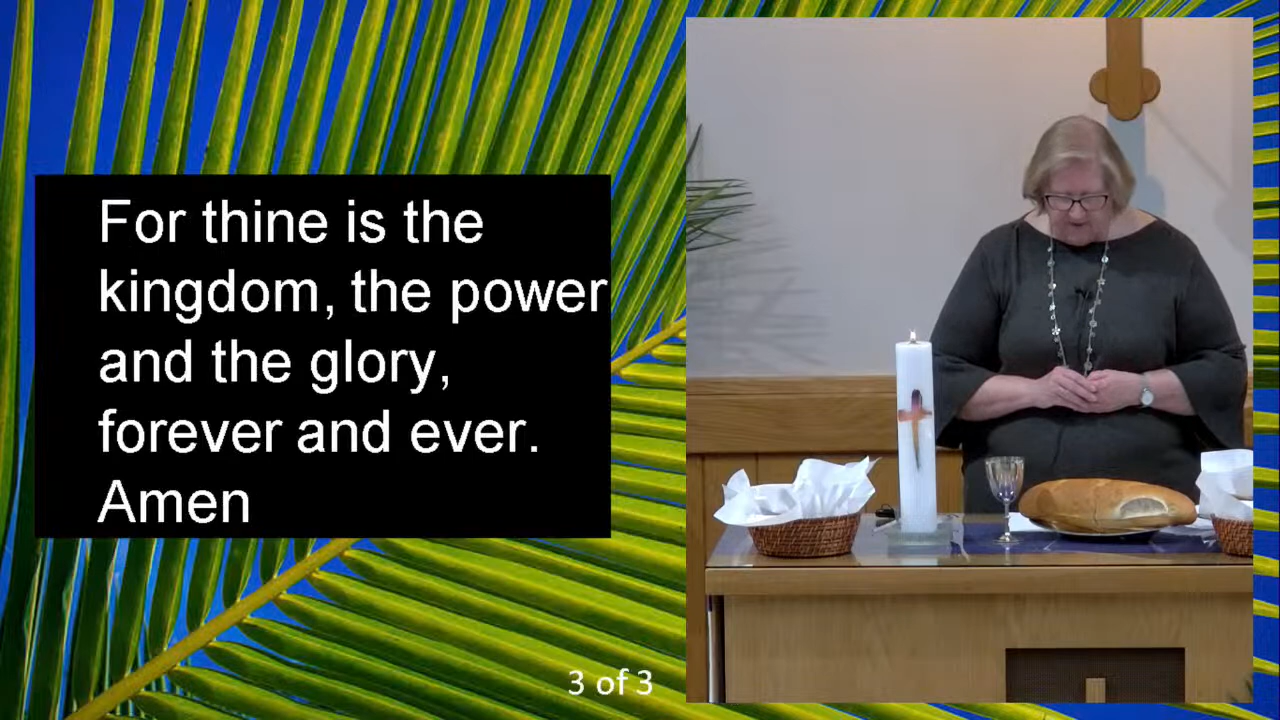 For thine is the
kingdom, the power
and the glory,
forever and ever.
Amen
3 of 3